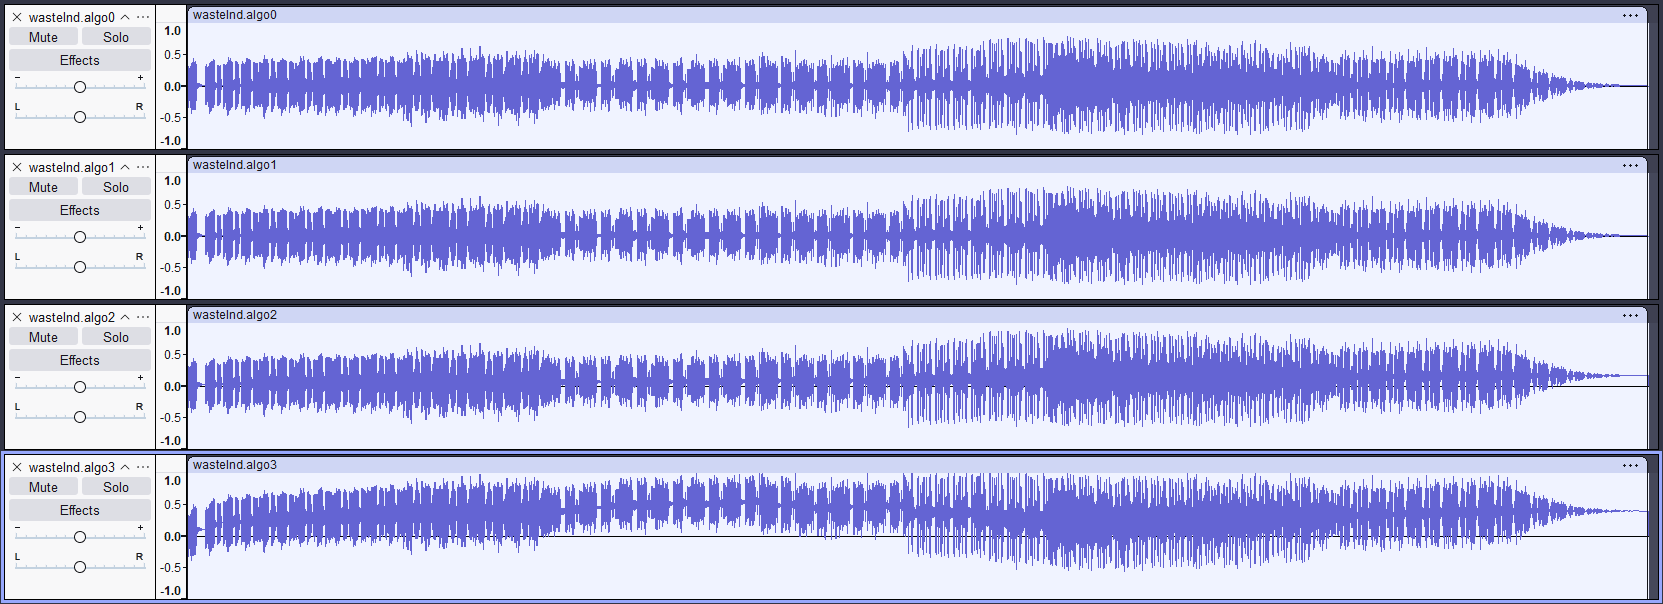 wastelnd.algo0 ...
Mute Solo
Effects
- +
L R
1.0
0.5
0.0
-0.5
-1.0
wastelnd.algo0 ...
wastelnd.algo1 ...
Mute Solo
Effects
- +
L R
1.0
0.5
0.0
-0.5
-1.0
wastelnd.algo1 ...
wastelnd.algo2 ...
Mute Solo
Effects
- +
L R
1.0
0.5
0.0
-0.5
-1.0
wastelnd.algo2 ...
wastelnd.algo3 ...
Mute Solo
Effects
- +
L R
1.0
0.5
0.0
-0.5
-1.0
wastelnd.algo3 ...